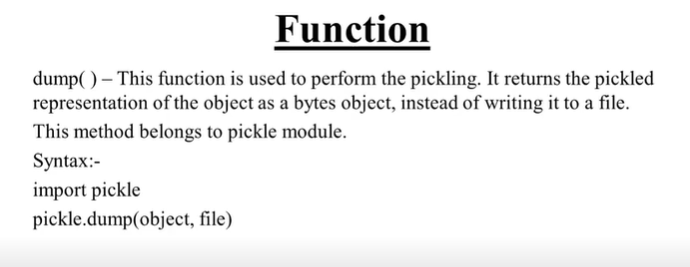 Function
dump( ) – This function is used to perform the pickling. It returns the pickled
representation of the object as a bytes object, instead of writing it to a file.
This method belongs to pickle module.
Syntax:-
import pickle
pickle.dump(object, file)